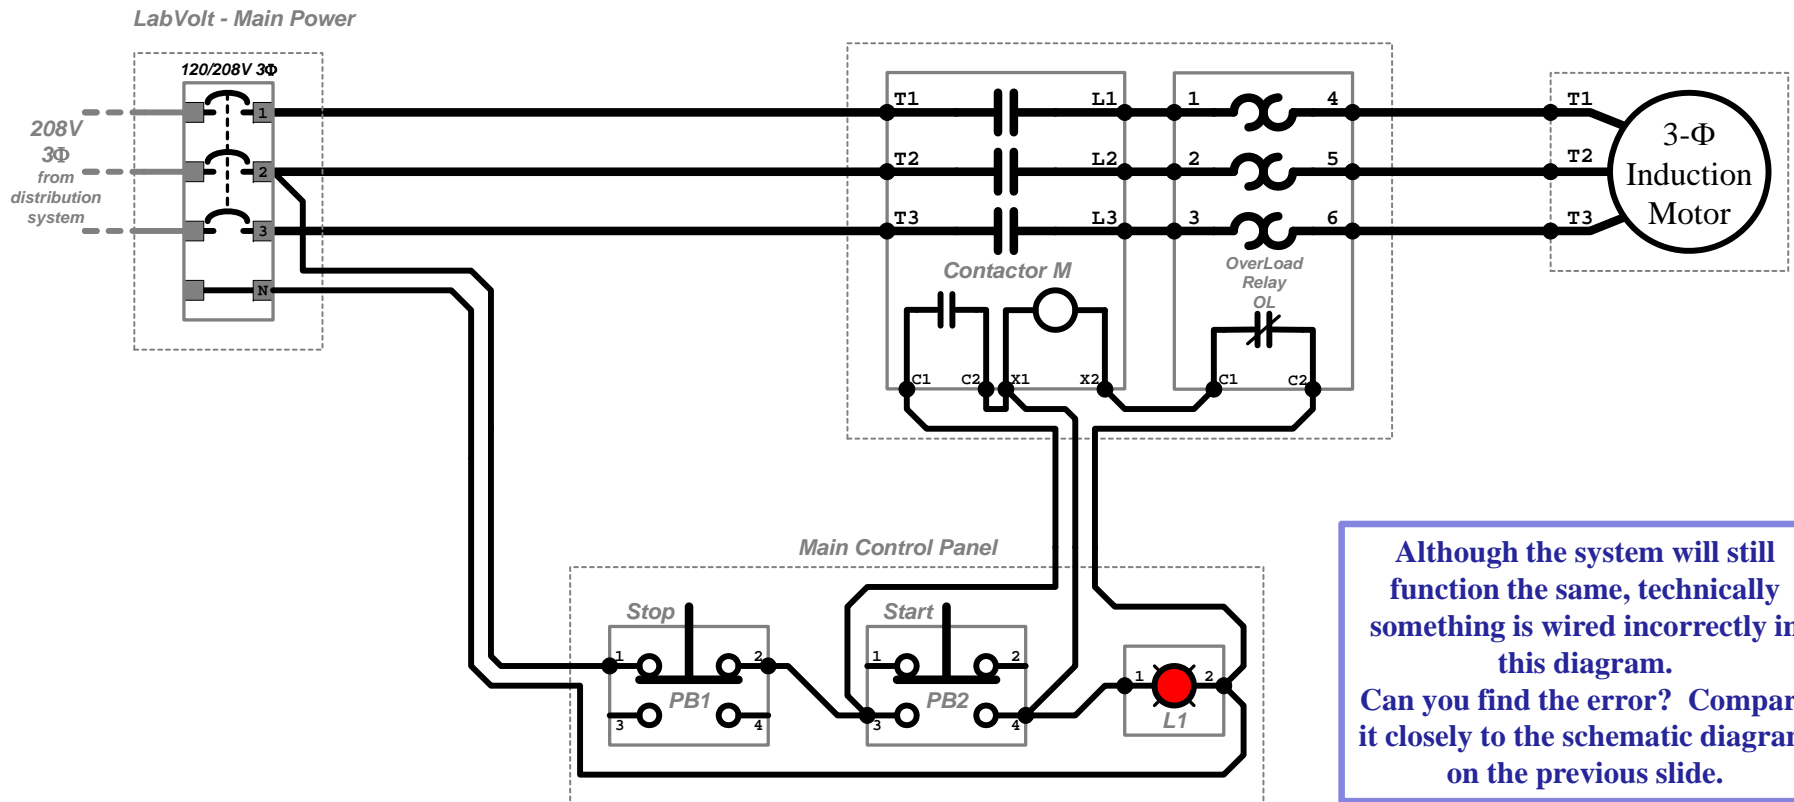 LabVolt - Main Power
120/208V 3Φ
208V
3Φ
from
distribution
system
1
2
3
N
T1
L1
1
4
T1
T2
L2
2
5
T2
T3
L3
3
6
T3
3-Φ
Induction
Motor
Contactor M
OverLoad
Relay
OL
C1
C2
X1
X2
C1
C2
Main Control Panel
Stop
1
2
PB1
3
4
Start
1
2
PB2
3
4
1
2
L1
Although the system will still
function the same, technically
something is wired incorrectly in
this diagram.
Can you find the error? Compar
it closely to the schematic diagram
on the previous slide.